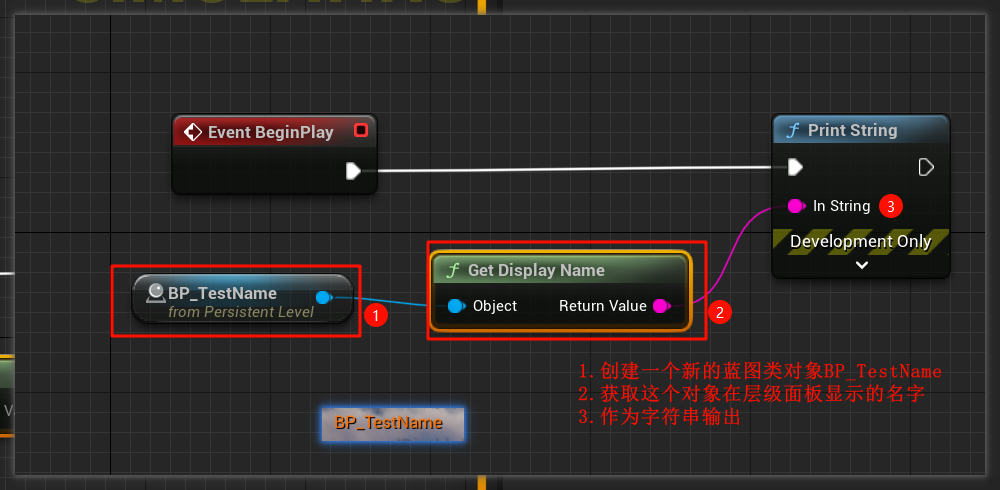 Event BeginPlay
Print String
In String
3
Development Only
BP_TestName
from Persistent Level
1
Get Display Name
Object
Return Value
2
1.创建一个新的蓝图类对象BP_TestName
2.获取这个对象在层级面板显示的名字
3.作为字符串输出
BP_TestName